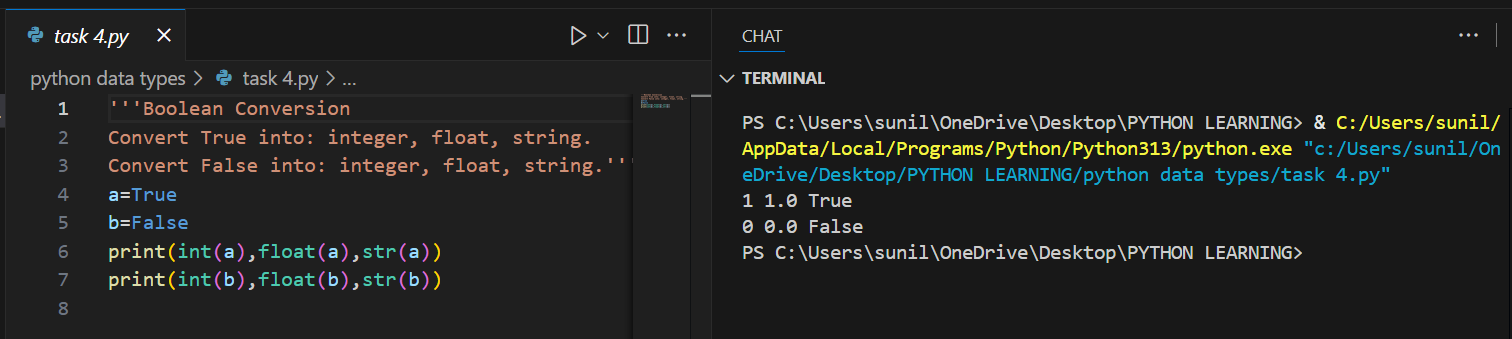 task 4.py
python data types > task 4.py > ...
1 '''Boolean Conversion
2 Convert True into: integer, float, string.
3 Convert False into: integer, float, string.'''
4 a=True
5 b=False
6 print(int(a),float(a),str(a))
7 print(int(b),float(b),str(b))
8
CHAT
TERMINAL
PS C:\Users\sunil\OneDrive\Desktop\PYTHON LEARNING> & C:/Users/sunil/
AppData/Local/Programs/Python/Python313/python.exe "c:/Users/sunil/On
eDrive/Desktop/PYTHON LEARNING/python data types/task 4.py"
1 1.0 True
0 0.0 False
PS C:\Users\sunil\OneDrive\Desktop\PYTHON LEARNING>